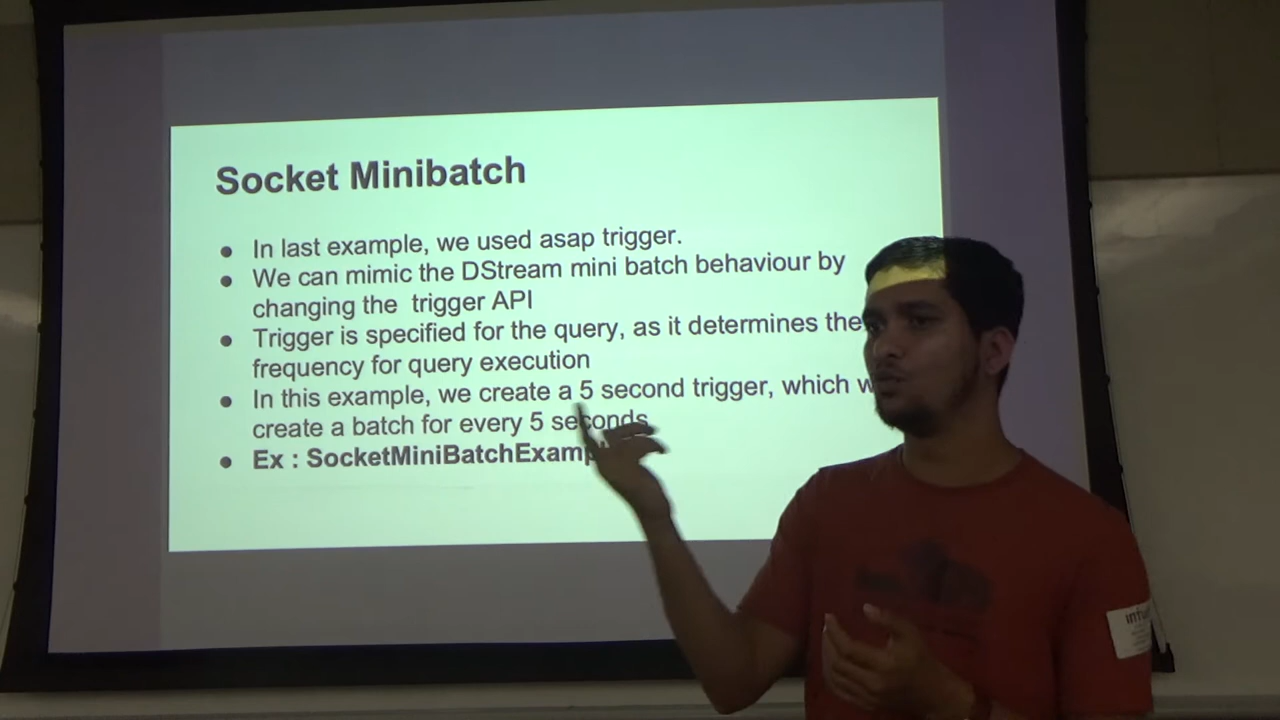 Socket Minibatch
● In last example, we used asap trigger.
● We can mimic the DStream mini batch behaviour by
changing the trigger API
● Trigger is specified for the query, as it determines the
frequency for query execution
● In this example, we create a 5 second trigger, which
create a batch for every 5 seconds
● Ex : SocketMiniBatchExamp